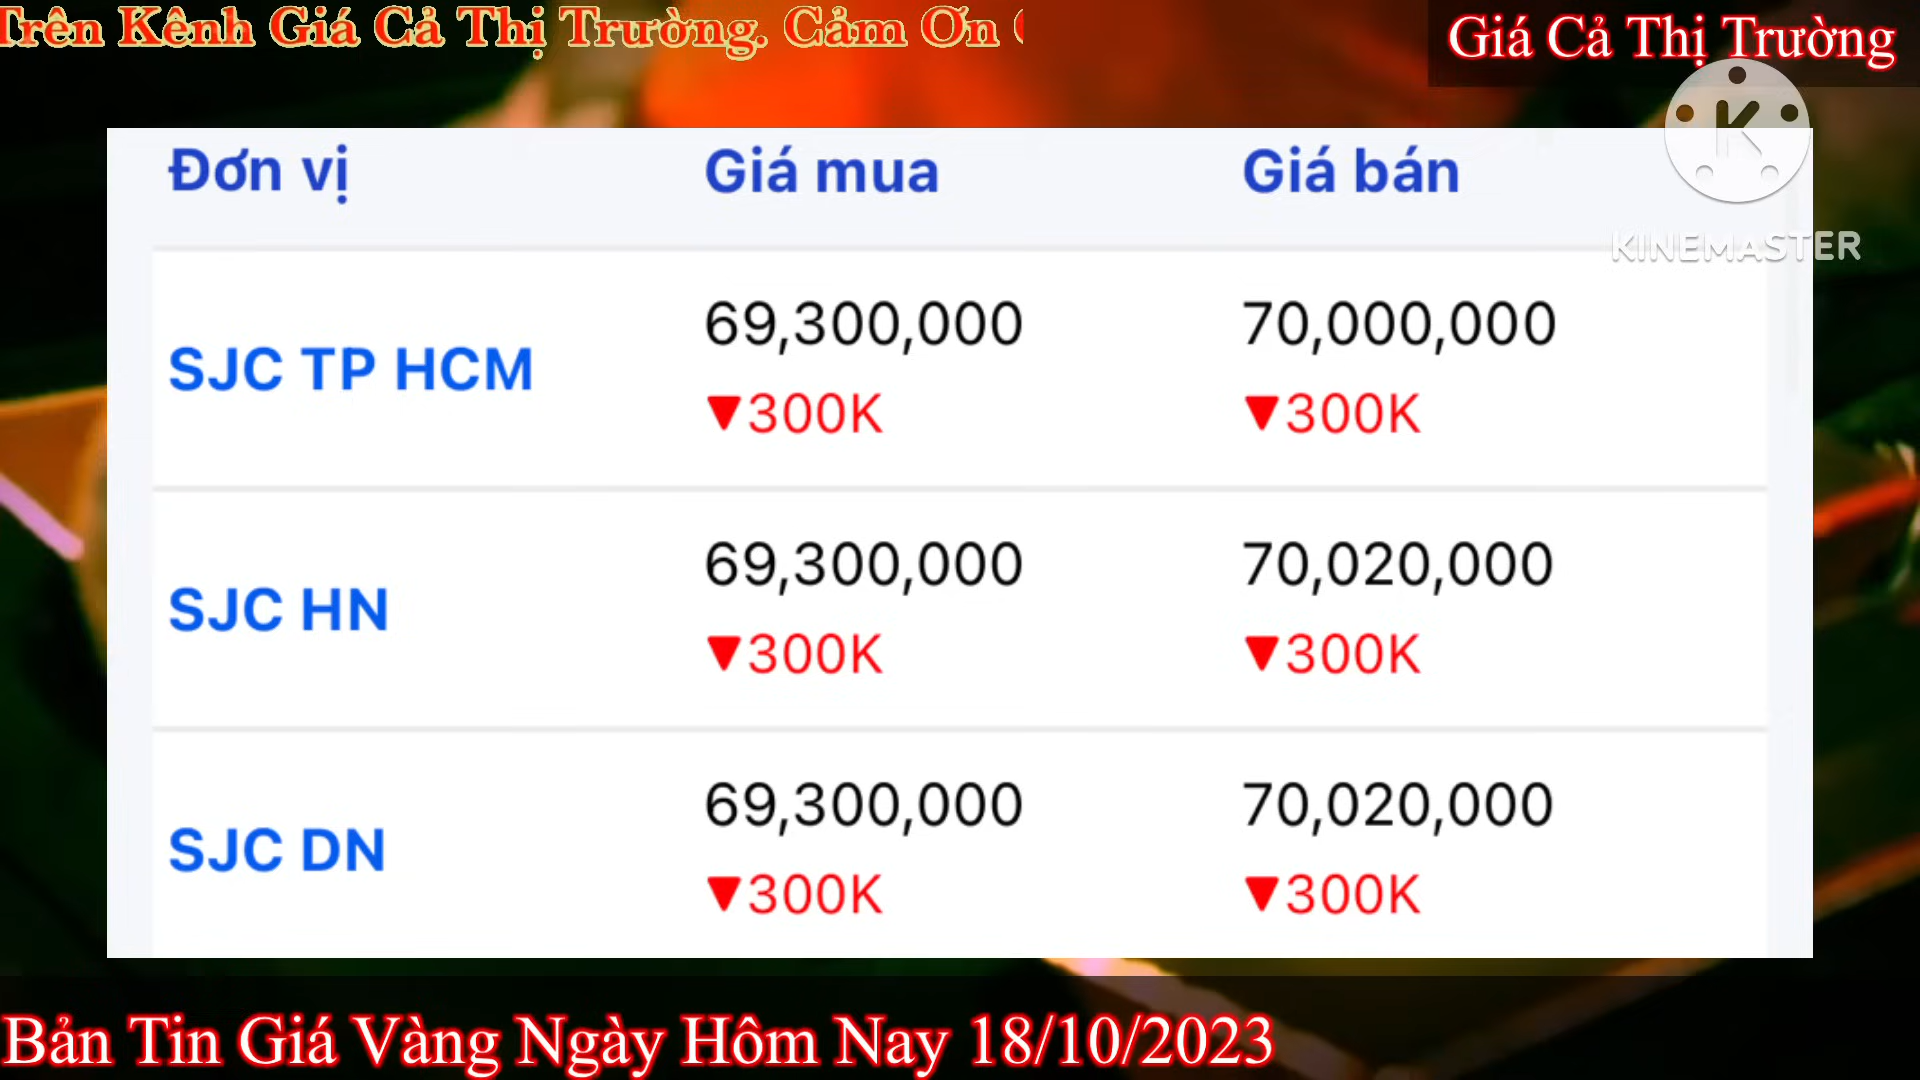 Trên Kênh Giá Cả Thị Trường. Cảm Ơn
Giá Cả Thị Trường
KINEMASTER
Đơn vị Giá mua Giá bán
SJC TP HCM 69,300,000 70,000,000
▼300K ▼300K
SJC HN 69,300,000 70,020,000
▼300K ▼300K
SJC DN 69,300,000 70,020,000
▼300K ▼300K
Bản Tin Giá Vàng Ngày Hôm Nay 18/10/2023